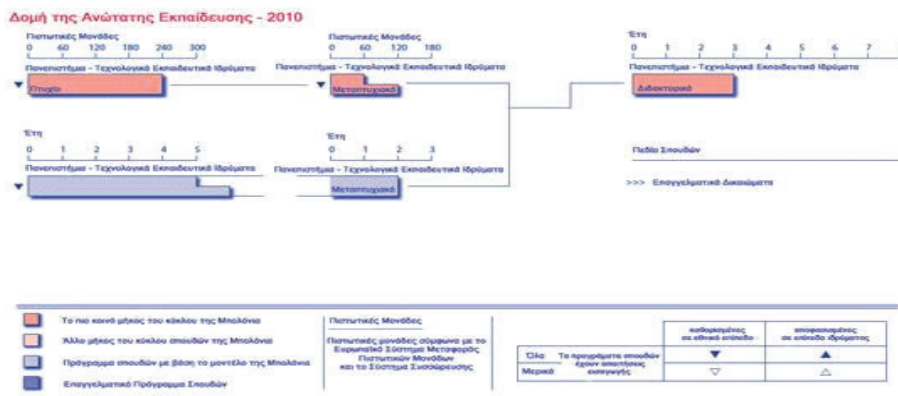 Δομή της Ανώτατης Εκπαίδευσης - 2010
Πιστωτικές Μονάδες
0 60 120 180 240 300
Πανεπιστήμια - Τεχνολογικά Εκπαιδευτικά Ιδρύματα
Πτυχίο
Πιστωτικές Μονάδες
0 60 120 180
Πανεπιστήμια - Τεχνολογικά Εκπαιδευτικά Ιδρύματα
Μεταπτυχιακό
Έτη
0 1 2 3 4 5 6 7
Πανεπιστήμια - Τεχνολογικά Εκπαιδευτικά Ιδρύματα
Διδακτορικό
Έτη
0 1 2 3 4 5
Πανεπιστήμια - Τεχνολογικά Εκπαιδευτικά Ιδρύματα
Έτη
0 1 2 3
Πανεπιστήμια - Τεχνολογικά Εκπαιδευτικά Ιδρύματα
Μεταπτυχιακό
Πεδίο Σπουδών
>>> Επαγγελματικά Δικαιώματα
Το πιο κοινό μήκος του κύκλου της Μπολόνια
Άλλο μήκος του κύκλου σπουδών της Μπολόνια
Πρόγραμμα σπουδών με βάση το μοντέλο της Μπολόνια
Επαγγελματικό Πρόγραμμα Σπουδών
Πιστωτικές Μονάδες
Πιστωτικές μονάδες σύμφωνα με το
Ευρωπαϊκό Σύστημα Μεταφοράς
Πιστωτικών Μονάδων
και το Σύστημα Συσσώρευσης
καθορισμένες
σε εθνικό επίπεδο
αποφασισμένες
σε επίπεδο ιδρύματος
Όλα
Μερικά
Τα προγράματα σπουδών
έχουν απαιτήσεις
εισαγωγής